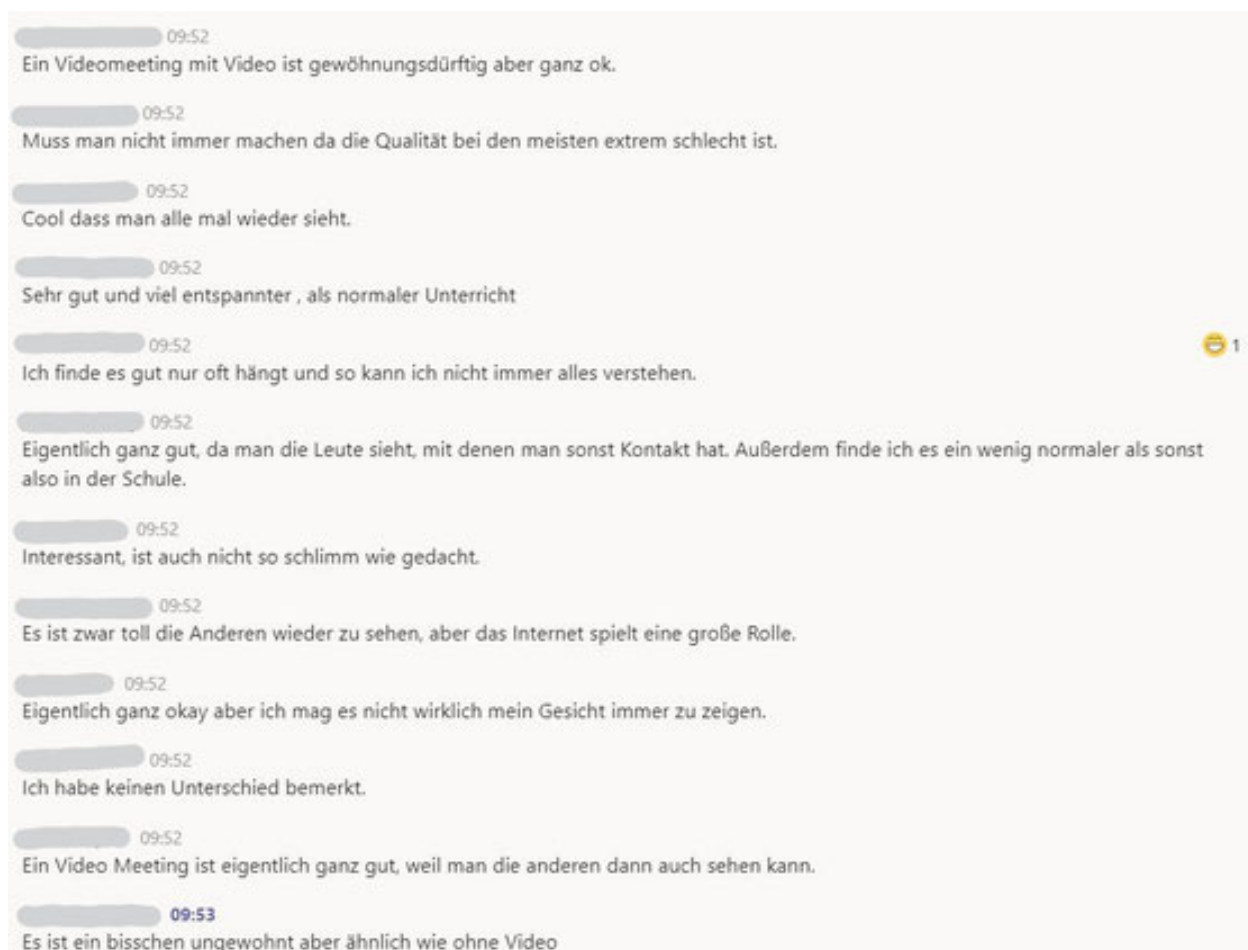 09:52
Ein Videomeeting mit Video ist gewöhnungsdürftig aber ganz ok.
09:52
Muss man nicht immer machen da die Qualität bei den meisten extrem schlecht ist.
09:52
Cool dass man alle mal wieder sieht.
09:52
Sehr gut und viel entspannter , als normaler Unterricht
09:52
1
Ich finde es gut nur oft hängt und so kann ich nicht immer alles verstehen.
09:52
Eigentlich ganz gut, da man die Leute sieht, mit denen man sonst Kontakt hat. Außerdem finde ich es ein wenig normaler als sonst
also in der Schule.
09:52
Interessant, ist auch nicht so schlimm wie gedacht.
09:52
Es ist zwar toll die Anderen wieder zu sehen, aber das Internet spielt eine große Rolle.
09:52
Eigentlich ganz okay aber ich mag es nicht wirklich mein Gesicht immer zu zeigen.
09:52
Ich habe keinen Unterschied bemerkt.
09:52
Ein Video Meeting ist eigentlich ganz gut, weil man die anderen dann auch sehen kann.
09:53
Es ist ein bisschen ungewohnt aber ähnlich wie ohne Video